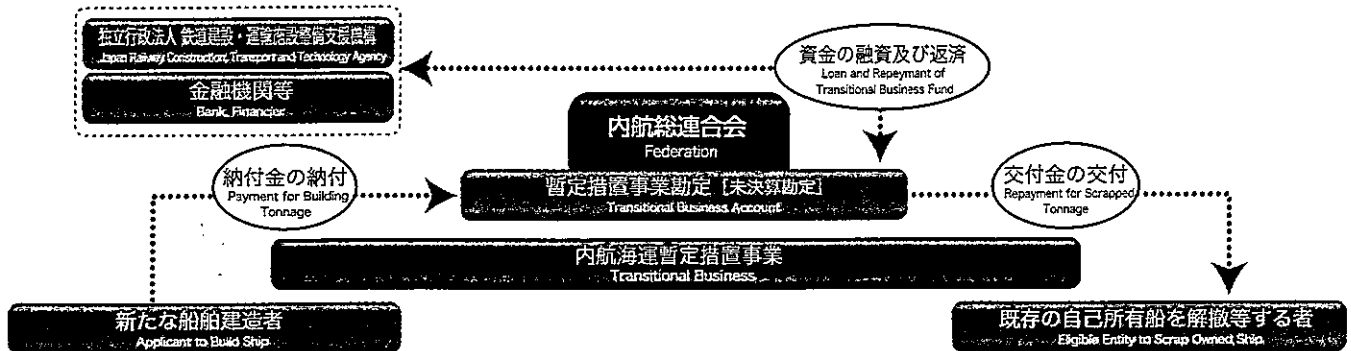 独立行政法人 鉄道建設・運輸施設整備支援機構
Japan Railway Construction, Transport and Technology Agency
金融機関等
Bank, Financier
資金の融資及び返済
Loan and Repayment of
Transitional Business Fund
内航総連合会
Federation
納付金の納付
Payment for Building
Tonnage
暫定措置事業勘定 [未決算勘定]
Transitional Business Account
交付金の交付
Repayment for Scrapped
Tonnage
内航海運暫定措置事業
Transitional Business
新たな船舶建造者
Applicant to Build Ship
既存の自己所有船を解撤等する者
Eligible Entity to Scrap Owned Ship